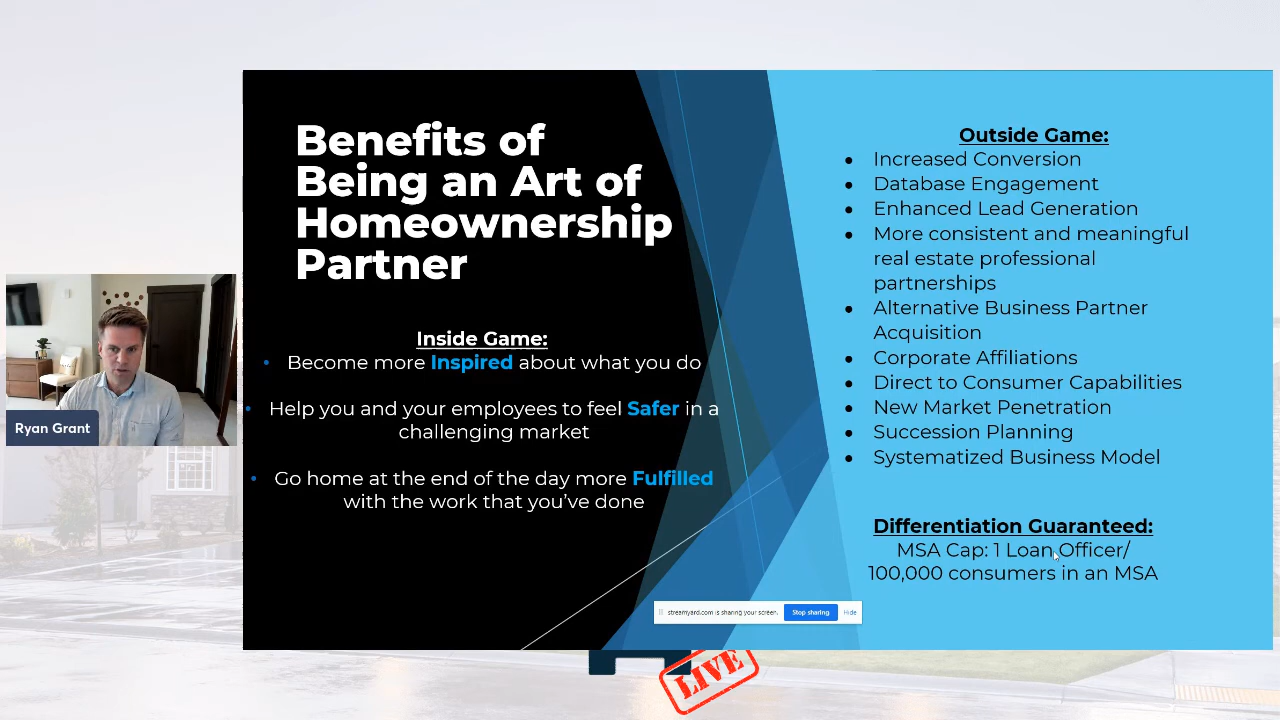 Benefits of
Being an Art of
Homeownership
Partner
Inside Game:
• Become more Inspired about what you do
• Help you and your employees to feel Safer in a
challenging market
• Go home at the end of the day more Fulfilled
with the work that you’ve done
Outside Game:
• Increased Conversion
• Database Engagement
• Enhanced Lead Generation
• More consistent and meaningful
real estate professional
partnerships
• Alternative Business Partner
Acquisition
• Corporate Affiliations
• Direct to Consumer Capabilities
• New Market Penetration
• Succession Planning
• Systematized Business Model
Differentiation Guaranteed:
MSA Cap: 1 Loan Officer/
100,000 consumers in an MSA
Ryan Grant
streamyard.com is sharing your screen. Stop sharing Hide
LIVE